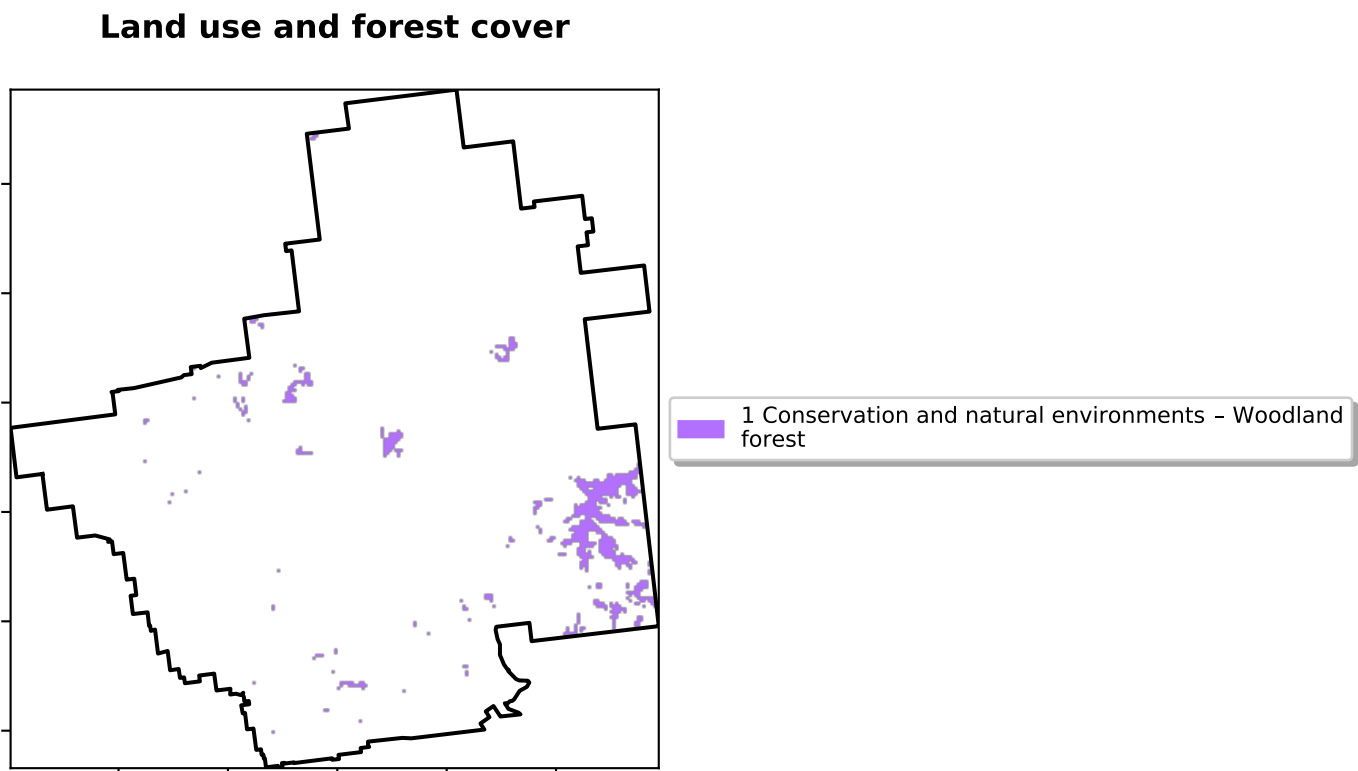 Land use and forest cover
1 Conservation and natural environments – Woodland
forest